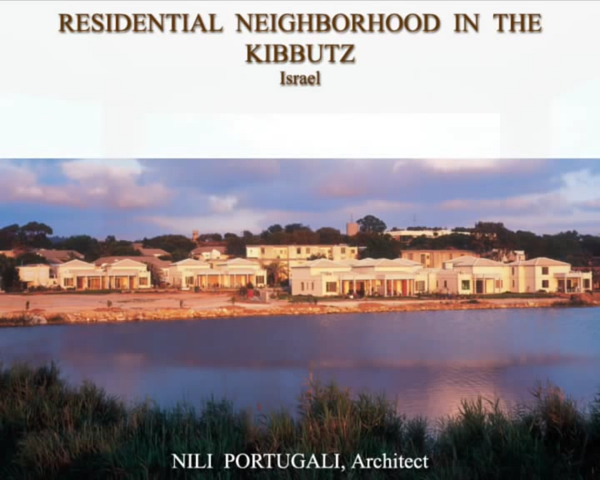 RESIDENTIAL NEIGHBORHOOD IN THE
KIBBUTZ
Israel
NILI PORTUGALI, Architect